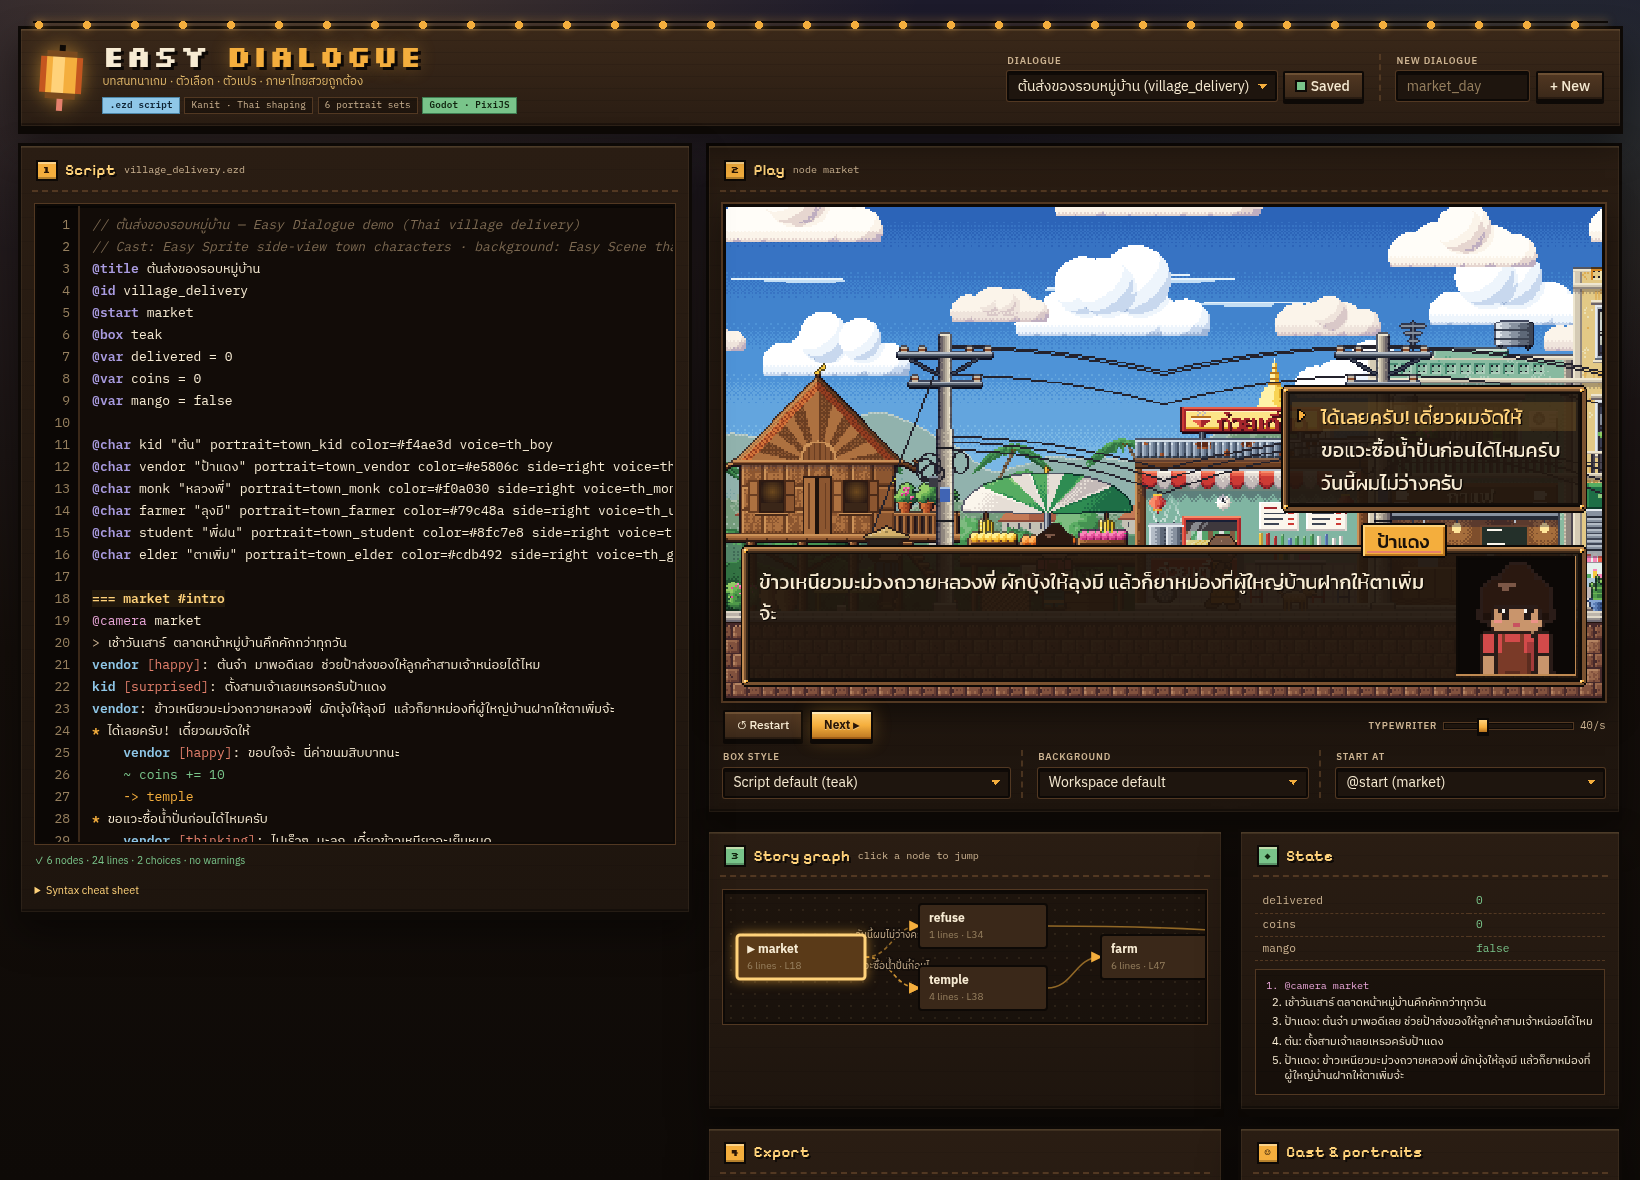 EASY DIALOGUE
บทสนทนาเกม · ตัวเลือก · ตัวแปร · ภาษาไทยสวยถูกต้อง
.ezd script
Kanit · Thai shaping
6 portrait sets
Godot · PixiJS
DIALOGUE
ต้นส่งของรอบหมู่บ้าน (village_delivery)
Saved
NEW DIALOGUE
market_day
+ New
1 Script village_delivery.ezd
1 // ต้นส่งของรอบหมู่บ้าน — Easy Dialogue demo (Thai village delivery)
2 // Cast: Easy Sprite side-view town characters · background: Easy Scene tha
3 @title ต้นส่งของรอบหมู่บ้าน
4 @id village_delivery
5 @start market
6 @box teak
7 @var delivered = 0
8 @var coins = 0
9 @var mango = false
10
11 @char kid "ต้น" portrait=town_kid color=#f4ae3d voice=th_boy
12 @char vendor "ป้าแดง" portrait=town_vendor color=#e5806c side=right voice=th
13 @char monk "หลวงพี่" portrait=town_monk color=#f0a030 side=right voice=th_mon
14 @char farmer "ลุงมี" portrait=town_farmer color=#79c48a side=right voice=th_u
15 @char student "พี่ฝน" portrait=town_student color=#8fc7e8 side=right voice=t
16 @char elder "ตาเพิ่ม" portrait=town_elder color=#cdb492 side=right voice=th_g
17
18 === market #intro
19 @camera market
20 > เช้าวันเสาร์ ตลาดหน้าหมู่บ้านคึกคักกว่าทุกวัน
21 vendor [happy]: ต้นจ๋า มาพอดีเลย ช่วยป้าส่งของให้ลูกค้าสามเจ้าหน่อยได้ไหม
22 kid [surprised]: ตั้งสามเจ้าเลยเหรอครับป้าแดง
23 vendor: ข้าวเหนียวมะม่วงถวายหลวงพี่ ผักบุ้งให้ลุงมี แล้วก็ยาหม่องที่ผู้ใหญ่บ้านฝากให้ตาเพิ่มจ้ะ
24 * ได้เลยครับ! เดี๋ยวผมจัดให้
25 vendor [happy]: ขอบใจจ้ะ นี่ค่าขนมสิบบาทนะ
26 ~ coins += 10
27 -> temple
28 * ขอแวะซื้อน้ำปั่นก่อนได้ไหมครับ
29 vendor [thinking]: ไปเร็วๆ นะลูก เดี๋ยวข้าวเหนียวจะเย็นหมด
✓ 6 nodes · 24 lines · 2 choices · no warnings
▸ Syntax cheat sheet
2 Play node market
ได้เลยครับ! เดี๋ยวผมจัดให้
ขอแวะซื้อน้ำปั่นก่อนได้ไหมครับ
วันนี้ผมไม่ว่างครับ
ป้าแดง
ข้าวเหนียวมะม่วงถวายหลวงพี่ ผักบุ้งให้ลุงมี แล้วก็ยาหม่องที่ผู้ใหญ่บ้านฝากให้ตาเพิ่ม
จ้ะ
↺ Restart
Next ▸
TYPEWRITER
40/s
BOX STYLE
Script default (teak)
BACKGROUND
Workspace default
START AT
@start (market)
3 Story graph click a node to jump
▸ market
6 lines · L18
refuse
1 lines · L34
temple
4 lines · L38
farm
6 lines · L47
State
delivered 0
coins 0
mango false
1. @camera market
2. เช้าวันเสาร์ ตลาดหน้าหมู่บ้านคึกคักกว่าทุกวัน
3. ป้าแดง: ต้นจ๋า มาพอดีเลย ช่วยป้าส่งของให้ลูกค้าสามเจ้าหน่อยได้ไหม
4. ต้น: ตั้งสามเจ้าเลยเหรอครับป้าแดง
5. ป้าแดง: ข้าวเหนียวมะม่วงถวายหลวงพี่ ผักบุ้งให้ลุงมี แล้วก็ยาหม่องที่
ผู้ใหญ่บ้านฝากให้ตาเพิ่มจ้ะ
Export
Cast & portraits